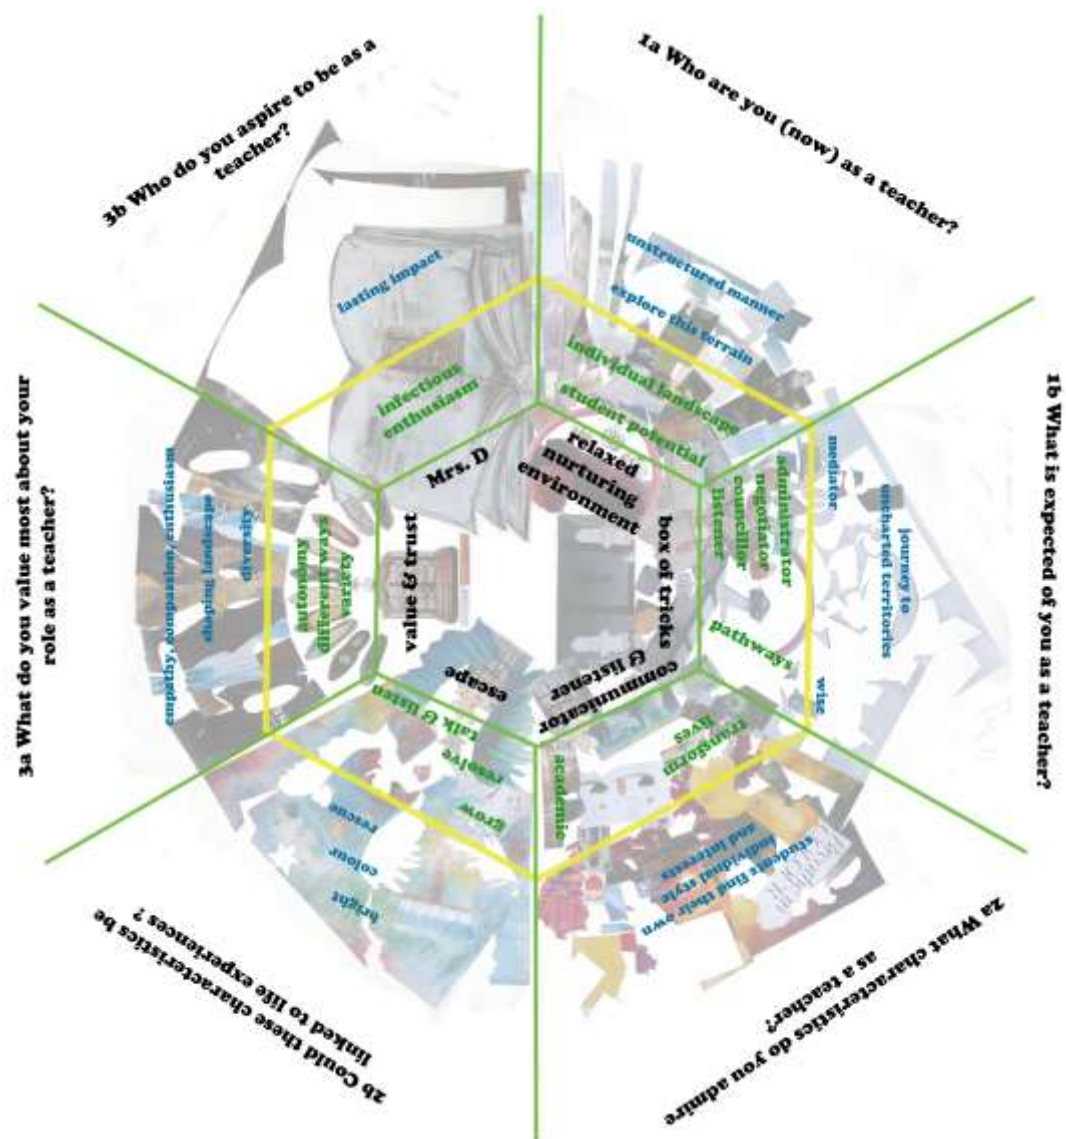 1a Who are you (now) as a teacher?
unstructured manner
explore this terrain
individual landscape
student potential
relaxed
nurturing
environment
1b What is expected of you as a teacher?
journey to
uncharted territories
mediator
wise
administrator
negotiator
councillor
listener
pathways
box of tricks
2a What characteristics do you admire
as a teacher?
students find their own
individual style
and interests
transform
lives
academic
communicator
& listener
2b Could these characteristics be
linked to life experiences ?
bright
colour
rescue
grow
resolve
talk & listen
escape
3a What do you value most about your
role as a teacher?
empathy, compassion, enthusiasm
shaping identities
diversity
autonomy
different ways
variety
value & trust
3b Who do you aspire to be as a
teacher?
lasting impact
infectious
enthusiasm
Mrs. D